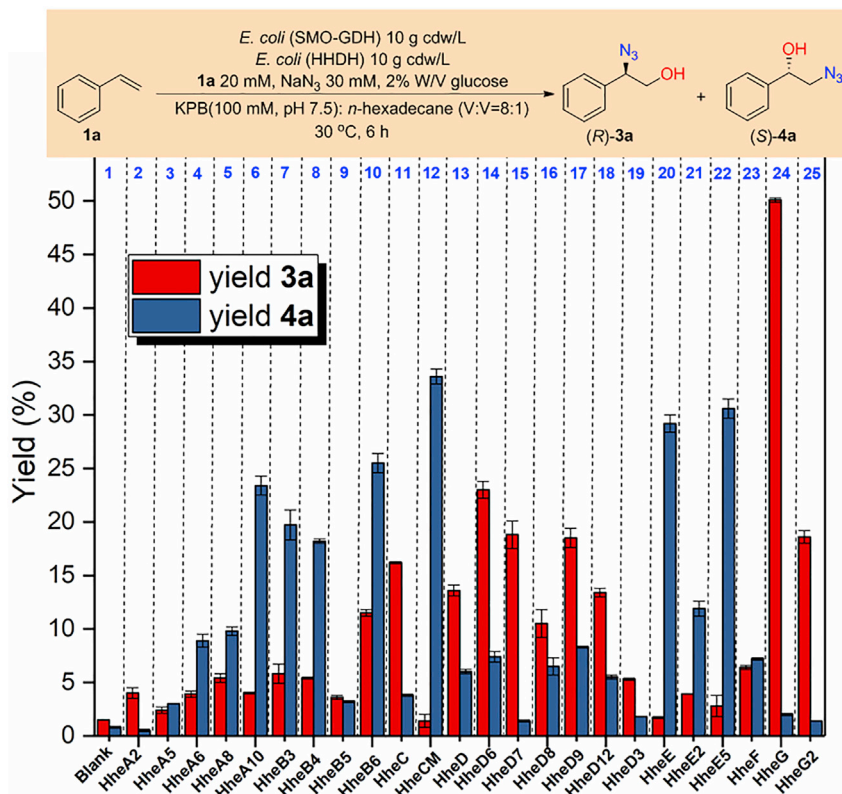 E. coli (SMO-GDH) 10 g cdw/L
E. coli (HHDH) 10 g cdw/L
1a 20 mM, NaN3 30 mM, 2% W/V glucose
KPB(100 mM, pH 7.5): n-hexadecane (V:V=8:1)
30 °C, 6 h
1a
N3
OH
(R)-3a
+
OH
N3
(S)-4a
1 2 3 4 5 6 7 8 9 10 11 12 13 14 15 16 17 18 19 20 21 22 23 24 25
yield 3a
yield 4a
Yield (%)
50
45
40
35
30
25
20
15
10
5
0
Blank
HheA2
HheA5
HheA6
HheA8
HheA10
HheB3
HheB4
HheB5
HheB6
HheC
HheCM
HheD
HheD6
HheD7
HheD8
HheD9
HheD12
HheD3
HheE
HheE2
HheE5
HheF
HheG
HheG2